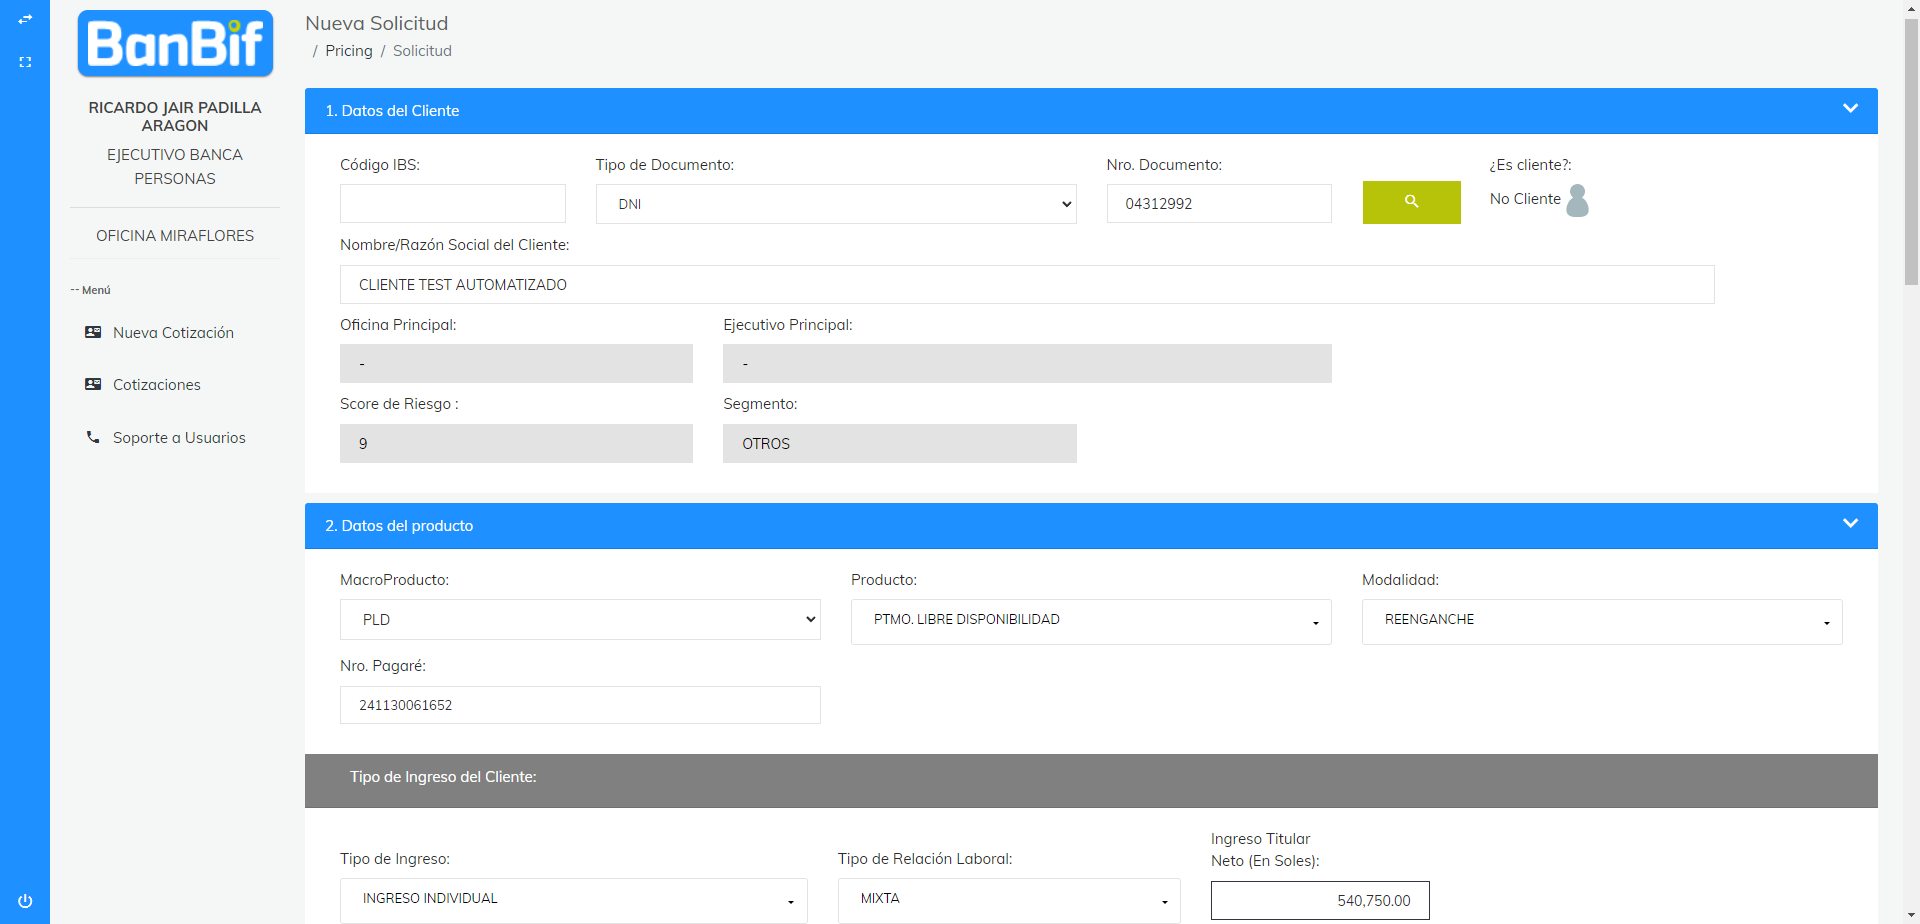 BanBif
RICARDO JAIR PADILLA
ARAGON
EJECUTIVO BANCA
PERSONAS
OFICINA MIRAFLORES
-- Menú
Nueva Cotización
Cotizaciones
Soporte a Usuarios
Nueva Solicitud
/ Pricing / Solicitud
1. Datos del Cliente
Código IBS:
Tipo de Documento:
Nro. Documento:
¿Es cliente?:
DNI
04312992
No Cliente
Nombre/Razón Social del Cliente:
CLIENTE TEST AUTOMATIZADO
Oficina Principal:
Ejecutivo Principal:
-
-
Score de Riesgo :
Segmento:
9
OTROS
2. Datos del producto
MacroProducto:
Producto:
Modalidad:
PLD
PTMO. LIBRE DISPONIBILIDAD
REENGANCHE
Nro. Pagaré:
241130061652
Tipo de Ingreso del Cliente:
Tipo de Ingreso:
Tipo de Relación Laboral:
Ingreso Titular
Neto (En Soles):
INGRESO INDIVIDUAL
MIXTA
540,750.00